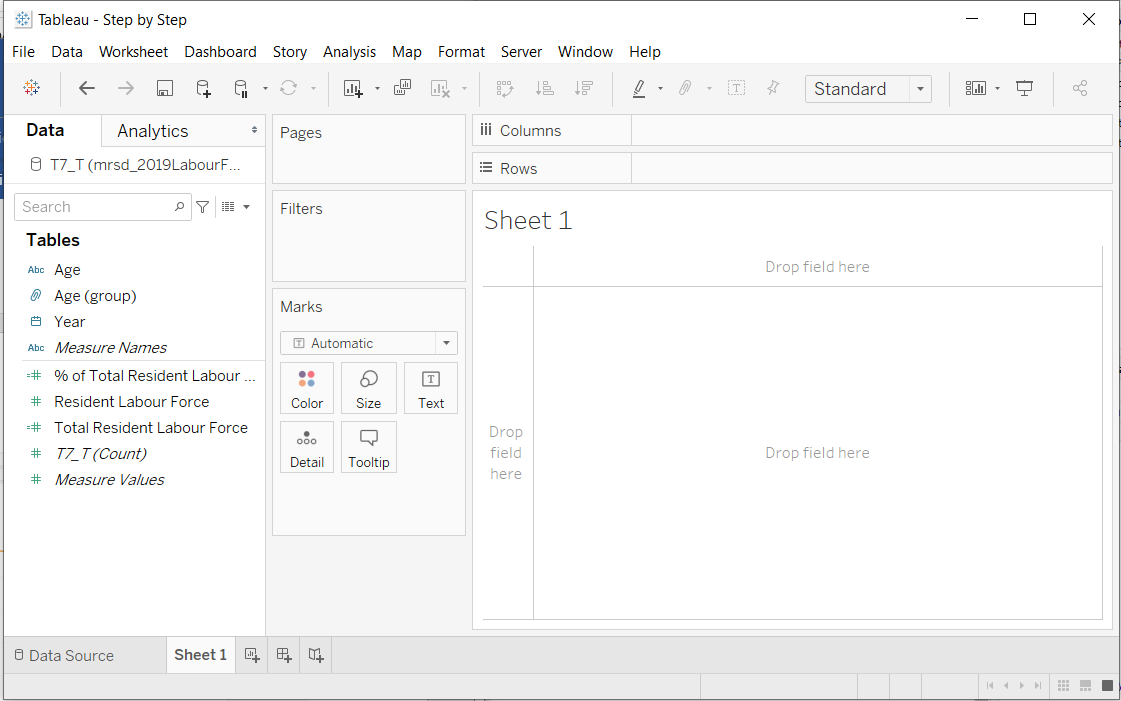 Tableau - Step by Step
File Data Worksheet Dashboard Story Analysis Map Format Server Window Help
Standard
Data Analytics
T7_T (mrsd_2019LabourF...
Search
Tables
Abc Age
Age (group)
Year
Abc Measure Names
% of Total Resident Labour ...
Resident Labour Force
Total Resident Labour Force
T7_T (Count)
Measure Values
Pages
Filters
Marks
Automatic
Color Size Text
Detail Tooltip
Columns
Rows
Sheet 1
Drop field here
Drop
field
here
Drop field here
Data Source Sheet 1